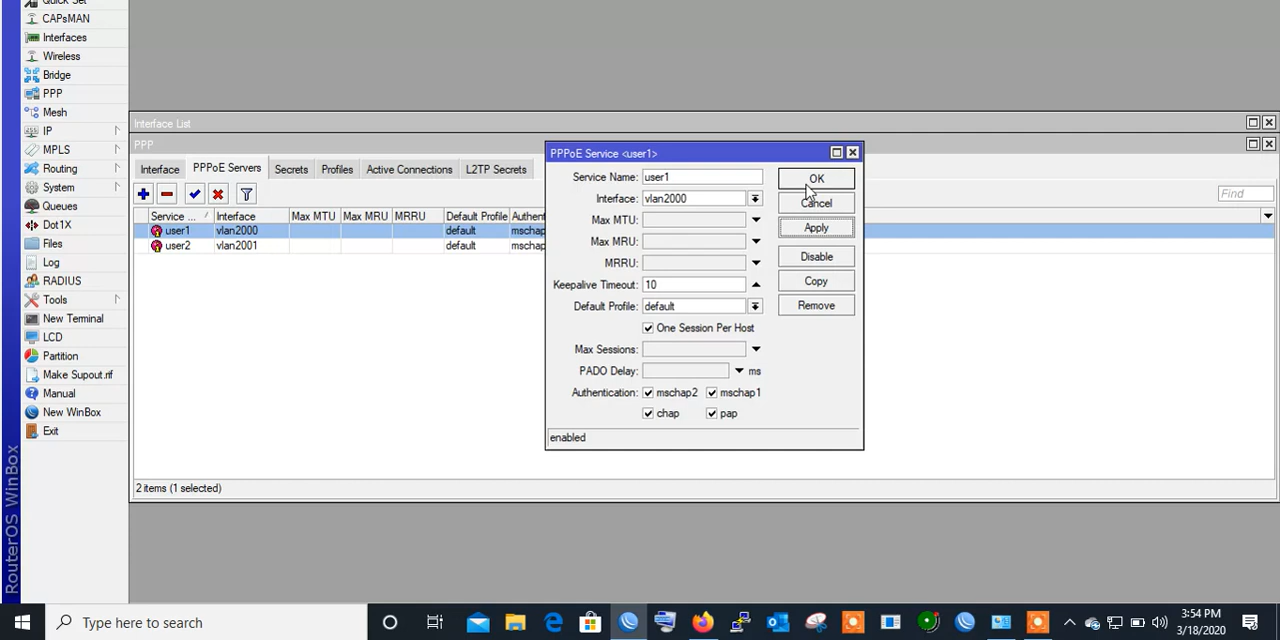 Quick Set
CAPsMAN
Interfaces
Wireless
Bridge
PPP
Mesh
IP
MPLS
Routing
System
Queues
Dot1X
Files
Log
RADIUS
Tools
New Terminal
LCD
Partition
Make Supout.rif
Manual
New WinBox
Exit
RouterOS WinBox
Interface List
PPP
Interface PPPoE Servers Secrets Profiles Active Connections L2TP Secrets
Find
Service ... Interface Max MTU Max MRU MRRU Default Profile Authent
user1 vlan2000 default mschap
user2 vlan2001 default mschap
2 items (1 selected)
PPPoE Service <user1>
Service Name: user1
Interface: vlan2000
Max MTU:
Max MRU:
MRRU:
Keepalive Timeout: 10
Default Profile: default
One Session Per Host
Max Sessions:
PADO Delay: ms
Authentication: mschap2 mschap1
chap pap
enabled
OK
Cancel
Apply
Disable
Copy
Remove
Type here to search
3:54 PM
3/18/2020